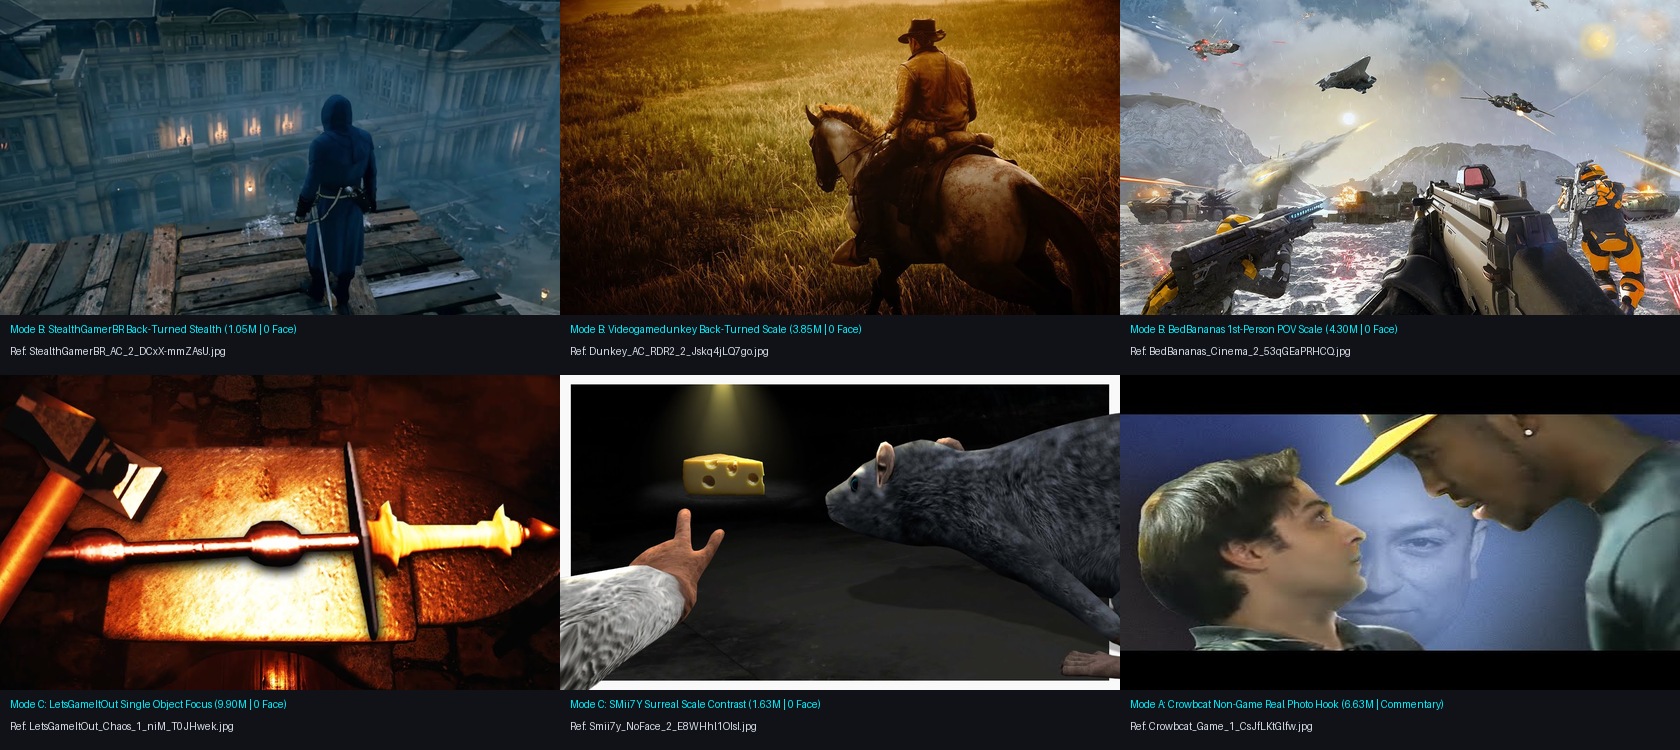 Mode B: StealthGamerBR Back-Turned Stealth (1.05M | 0 Face)
Ref: StealthGamerBR_AC_2_DCxX-mmZAsU.jpg
Mode B: Videogamedunkey Back-Turned Scale (3.85M | 0 Face)
Ref: Dunkey_AC_RDR2_2_Jskq4jLQ7go.jpg
Mode B: BedBananas 1st-Person POV Scale (4.30M | 0 Face)
Ref: BedBananas_Cinema_2_53qGEaPRHCQ.jpg
Mode C: LetsGameItOut Single Object Focus (9.90M | 0 Face)
Ref: LetsGameItOut_Chaos_1_niM_T0JHwek.jpg
Mode C: SMii7Y Surreal Scale Contrast (1.63M | 0 Face)
Ref: Smii7y_NoFace_2_E8WHhl1OIsI.jpg
Mode A: Crowbcat Non-Game Real Photo Hook (6.63M | Commentary)
Ref: Crowbcat_Game_1_CsJfLKtGlfw.jpg